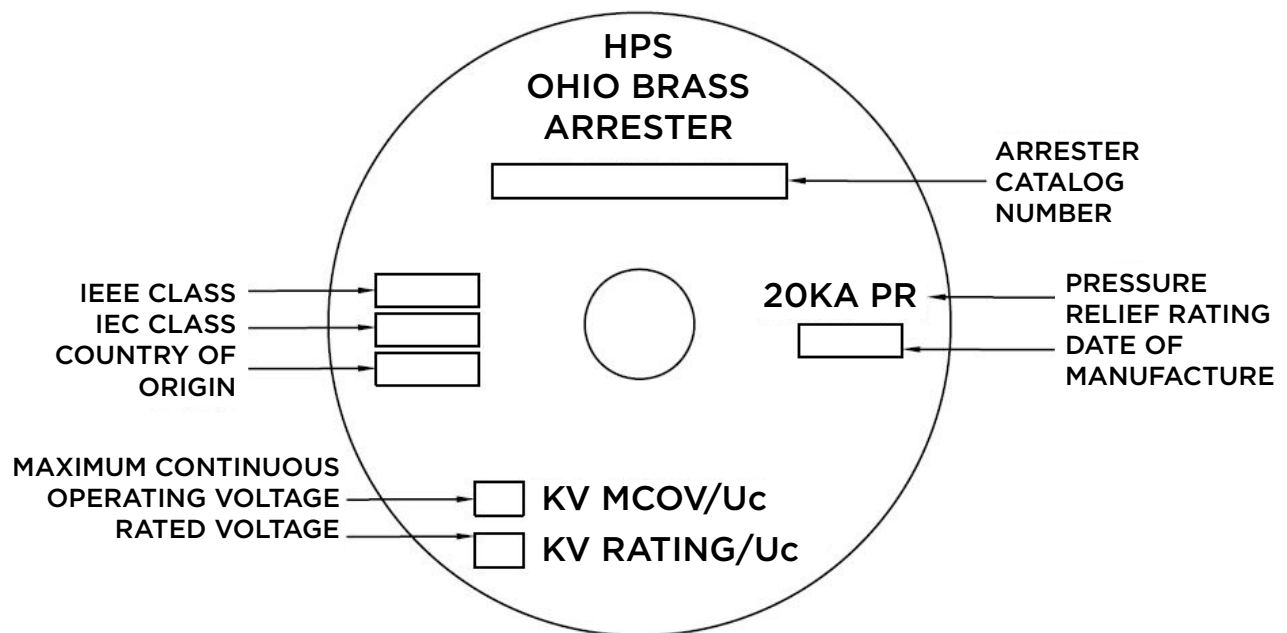 HPS
OHIO BRASS
ARRESTER
ARRESTER
CATALOG
NUMBER
IEEE CLASS
IEC CLASS
COUNTRY OF
ORIGIN
20KA PR
PRESSURE
RELIEF RATING
DATE OF
MANUFACTURE
MAXIMUM CONTINUOUS
OPERATING VOLTAGE
RATED VOLTAGE
KV MCOV/Uc
KV RATING/Uc